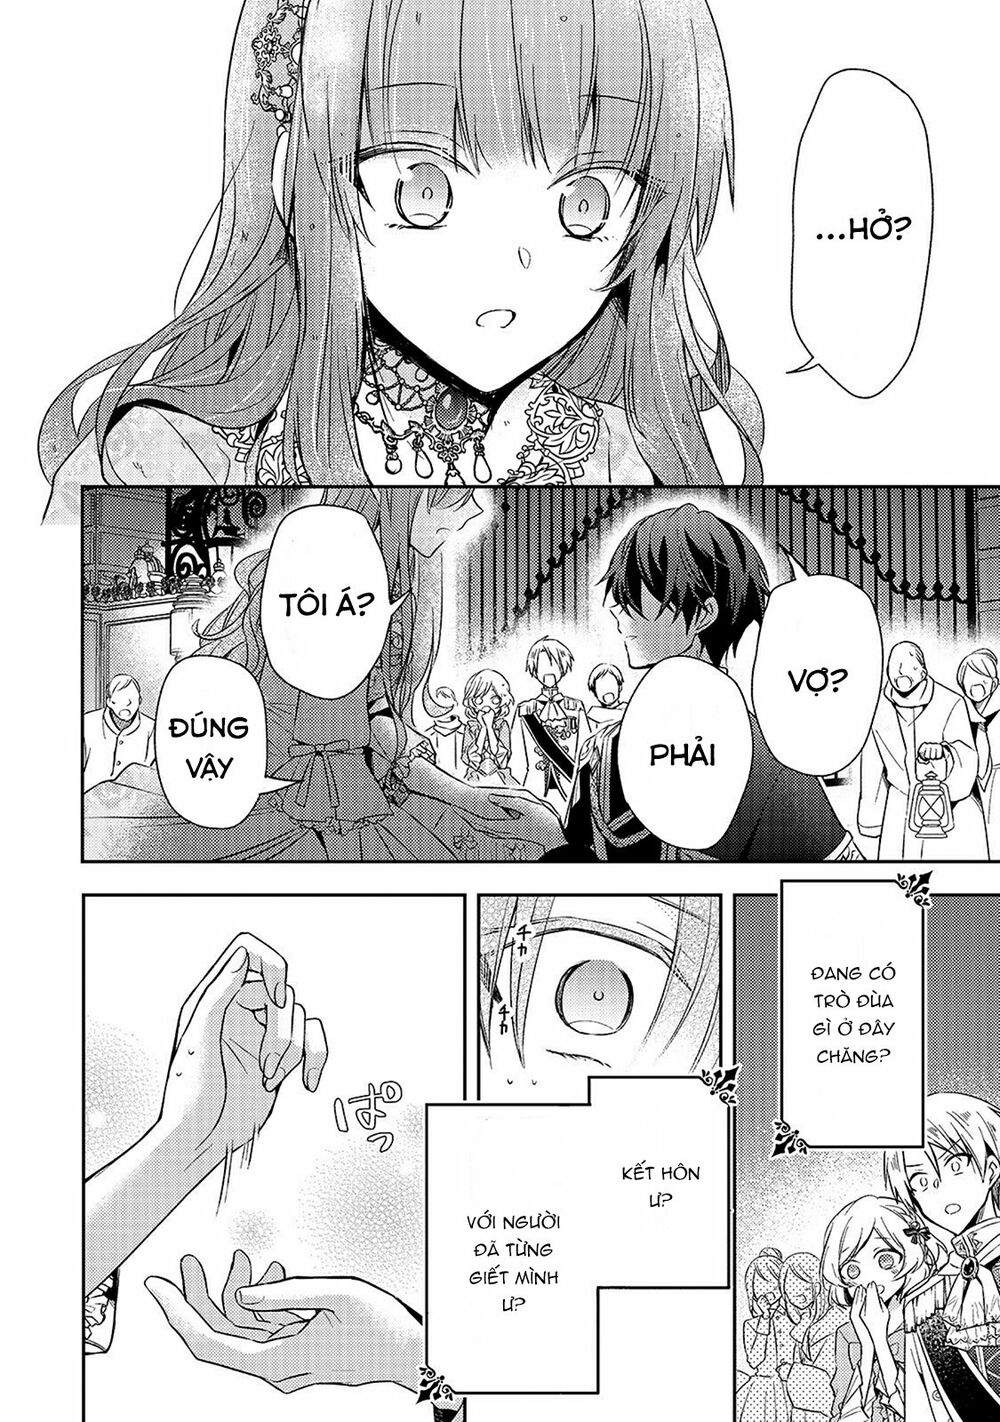 …HỞ?
VỢ?
PHẢI
TÔI Á?
ĐÚNG
VẬY
ĐANG CÓ
TRÒ ĐÙA
GÌ Ở ĐÂY
CHĂNG?
チカ
チカ
KẾT HÔN
Ư?
VỚI NGƯỜI
ĐÃ TỪNG
GIẾT MÌNH
Ư?
ぱっ